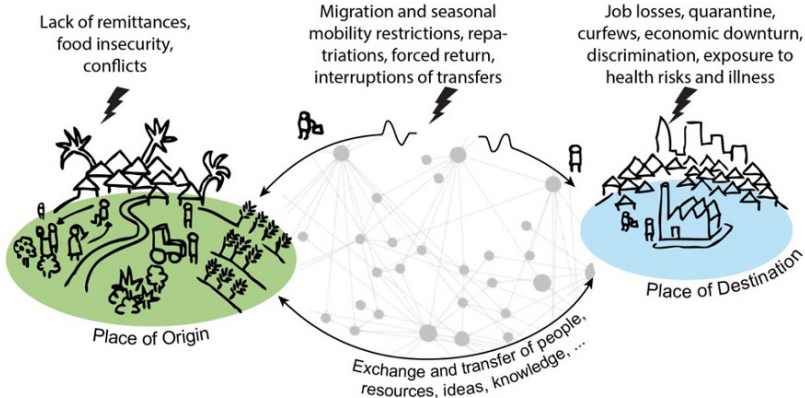 Lack of remittances,
food insecurity,
conflicts
Migration and seasonal
mobility restrictions, repa-
triations, forced return,
interruptions of transfers
Job losses, quarantine,
curfews, economic downturn,
discrimination, exposure to
health risks and illness
Place of Origin
Exchange and transfer of people,
resources, ideas, knowledge, ...
Place of Destination